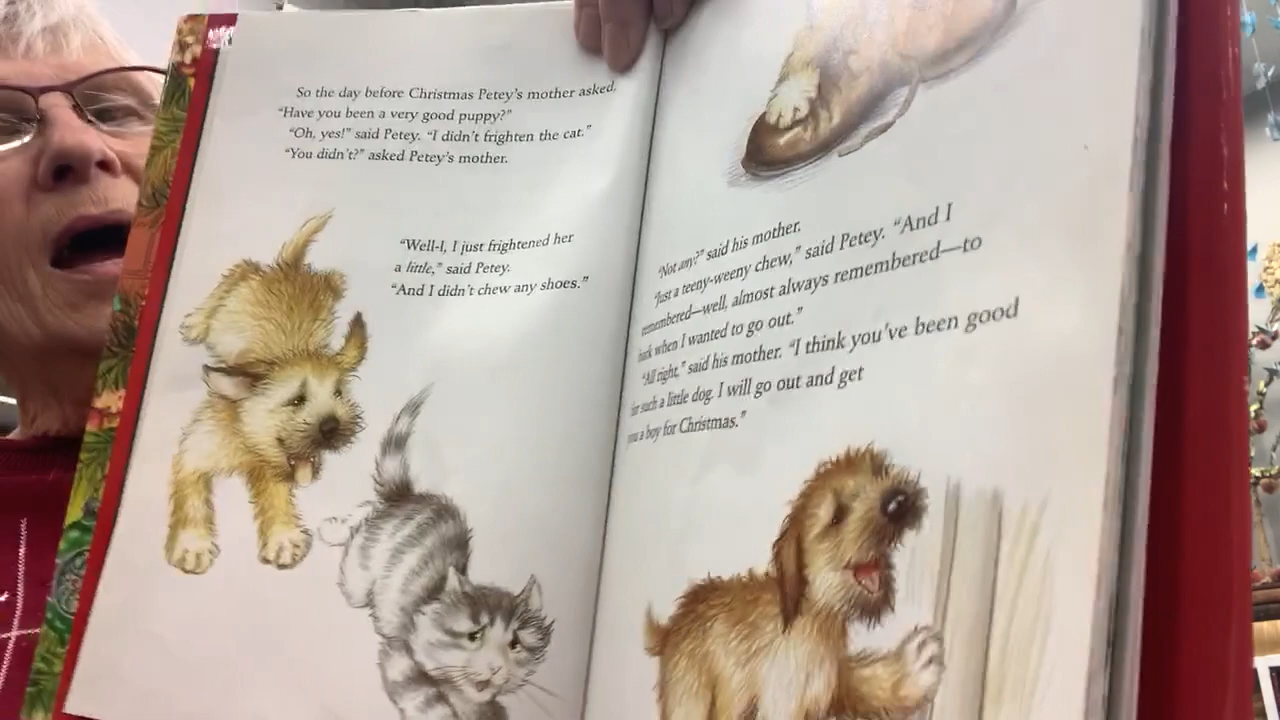 So the day before Christmas Petey's mother asked,
"Have you been a very good puppy?"
"Oh, yes!" said Petey. "I didn't frighten the cat."
"You didn't?" asked Petey's mother.
"Well-l, I just frightened her
a little," said Petey.
"And I didn't chew any shoes."
"Not any?" said his mother.
"Just a teeny-weeny chew," said Petey. "And I
remembered—well, almost always remembered—to
bark when I wanted to go out."
"All right," said his mother. "I think you've been good
for such a little dog. I will go out and get
you a boy for Christmas."